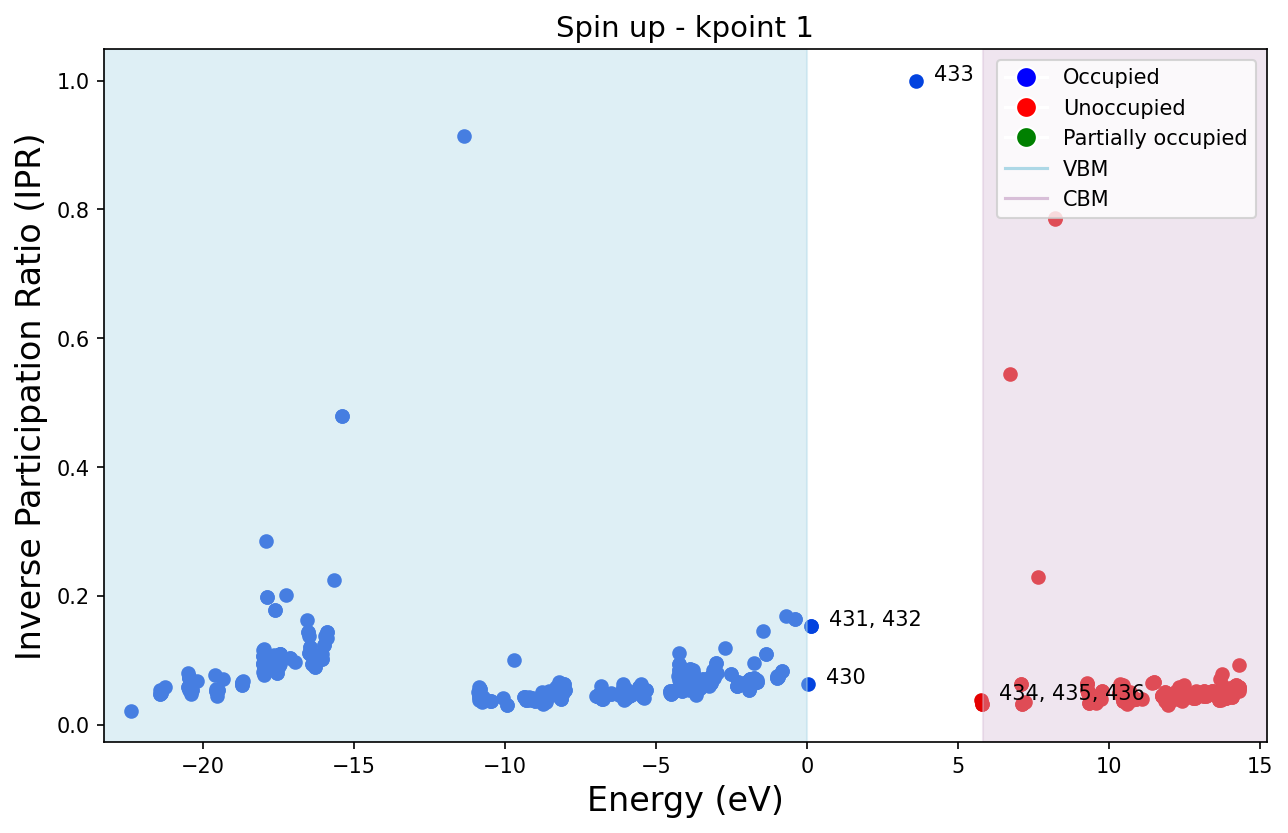 Spin up - kpoint 1
Inverse Participation Ratio (IPR)
1.0
0.8
0.6
0.4
0.2
0.0
433
431, 432
430
434, 435, 436
Occupied
Unoccupied
Partially occupied
VBM
CBM
−20
−15
−10
−5
0
5
10
15
Energy (eV)